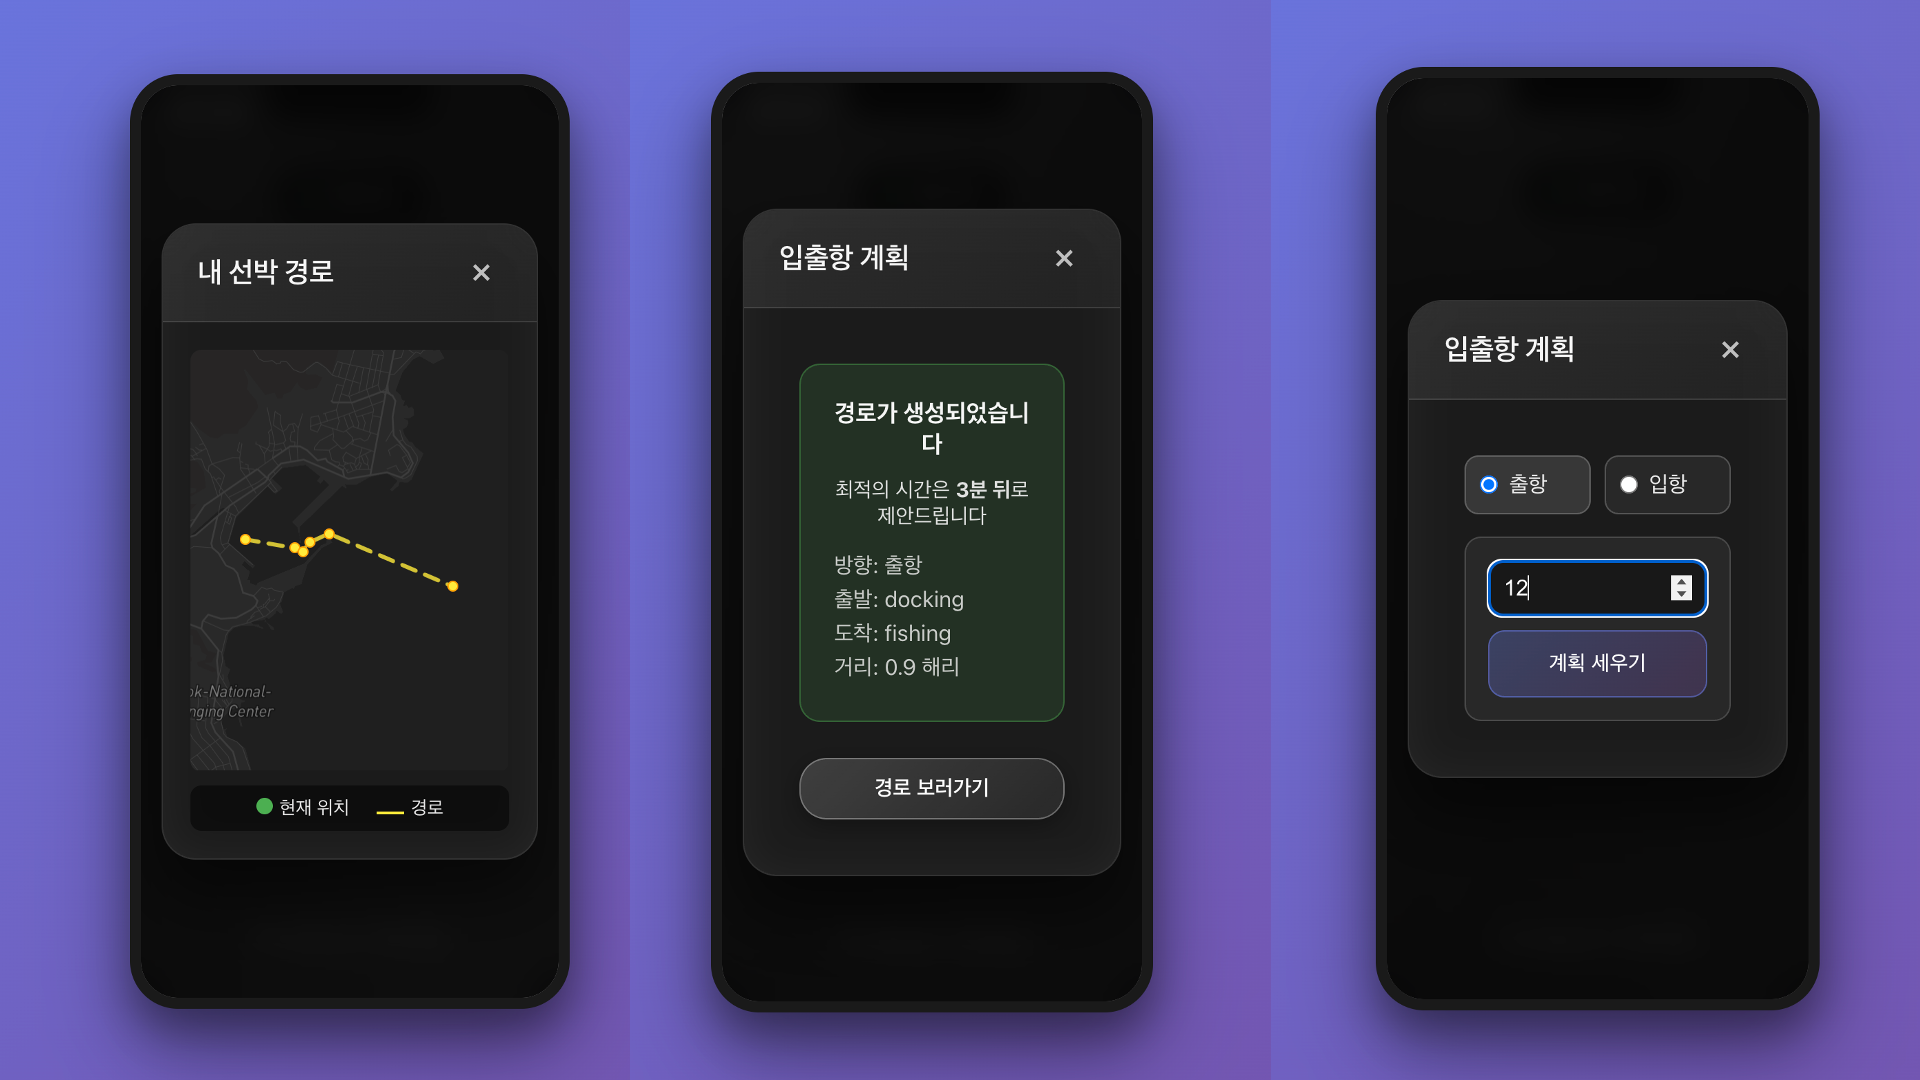 내 선박 경로
ok-National-
nging Center
현재 위치
경로
입출항 계획
경로가 생성되었습니
다
최적의 시간은 3분 뒤로
제안드립니다
방향: 출항
출발: docking
도착: fishing
거리: 0.9 해리
경로 보러가기
입출항 계획
출항
입항
12
계획 세우기